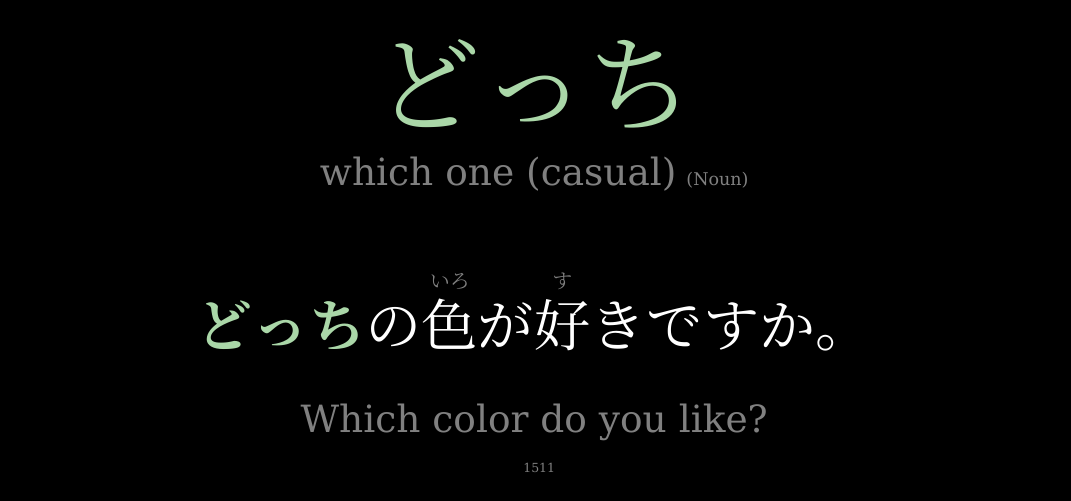 どっち
which one (casual) (Noun)
いろ す
どっちの色が好きですか。
Which color do you like?
1511